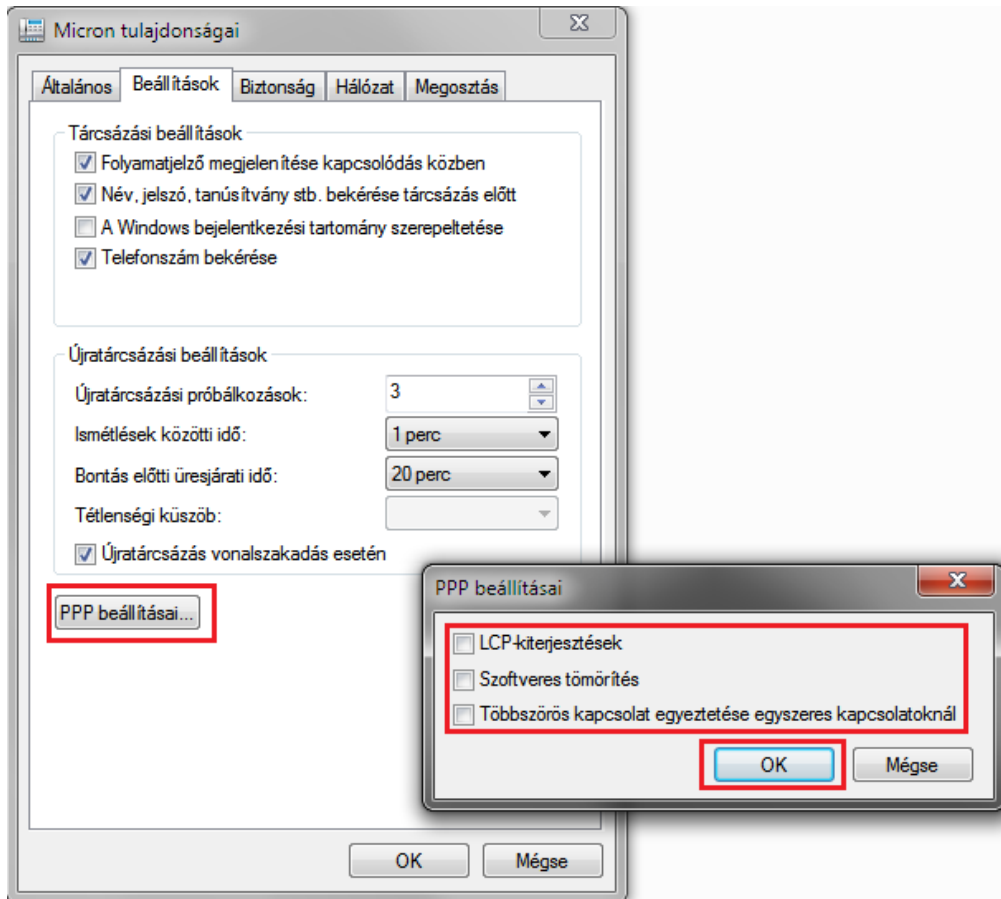 Micron tulajdonságai
Általános Beállítások Biztonság Hálózat Megosztás
Tárcsázási beállítások
Folyamatjelző megjelenítése kapcsolódás közben
Név, jelszó, tanúsítvány stb. bekérése tárcsázás előtt
A Windows bejelentkezési tartomány szerepeltetése
Telefonszám bekérése
Újratárcsázási beállítások
Újratárcsázási próbálkozások: 3
Ismétlések közötti idő: 1 perc
Bontás előtti üresjárati idő: 20 perc
Tétlenségi küszöb:
Újratárcsázás vonalszakadás esetén
PPP beállításai...
OK Mégse
PPP beállításai
LCP-kiterjesztések
Szoftveres tömörítés
Többszörös kapcsolat egyeztetése egyszeres kapcsolatoknál
OK Mégse